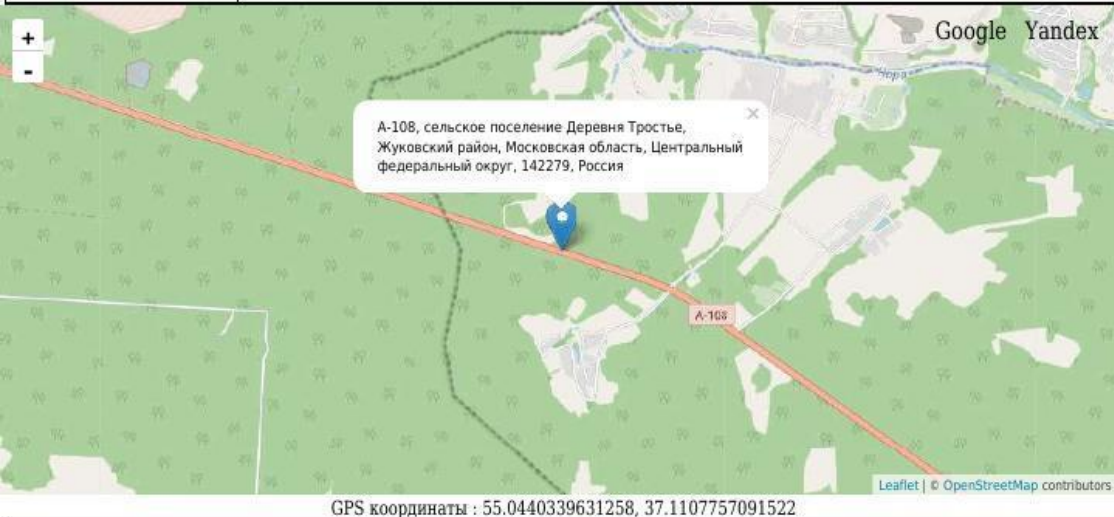 +
-
Google Yandex
Нара
×
А-108, сельское поселение Деревня Тростье,
Жуковский район, Московская область, Центральный
федеральный округ, 142279, Россия
А-108
Leaflet | © OpenStreetMap contributors
GPS координаты : 55.0440339631258, 37.1107757091522